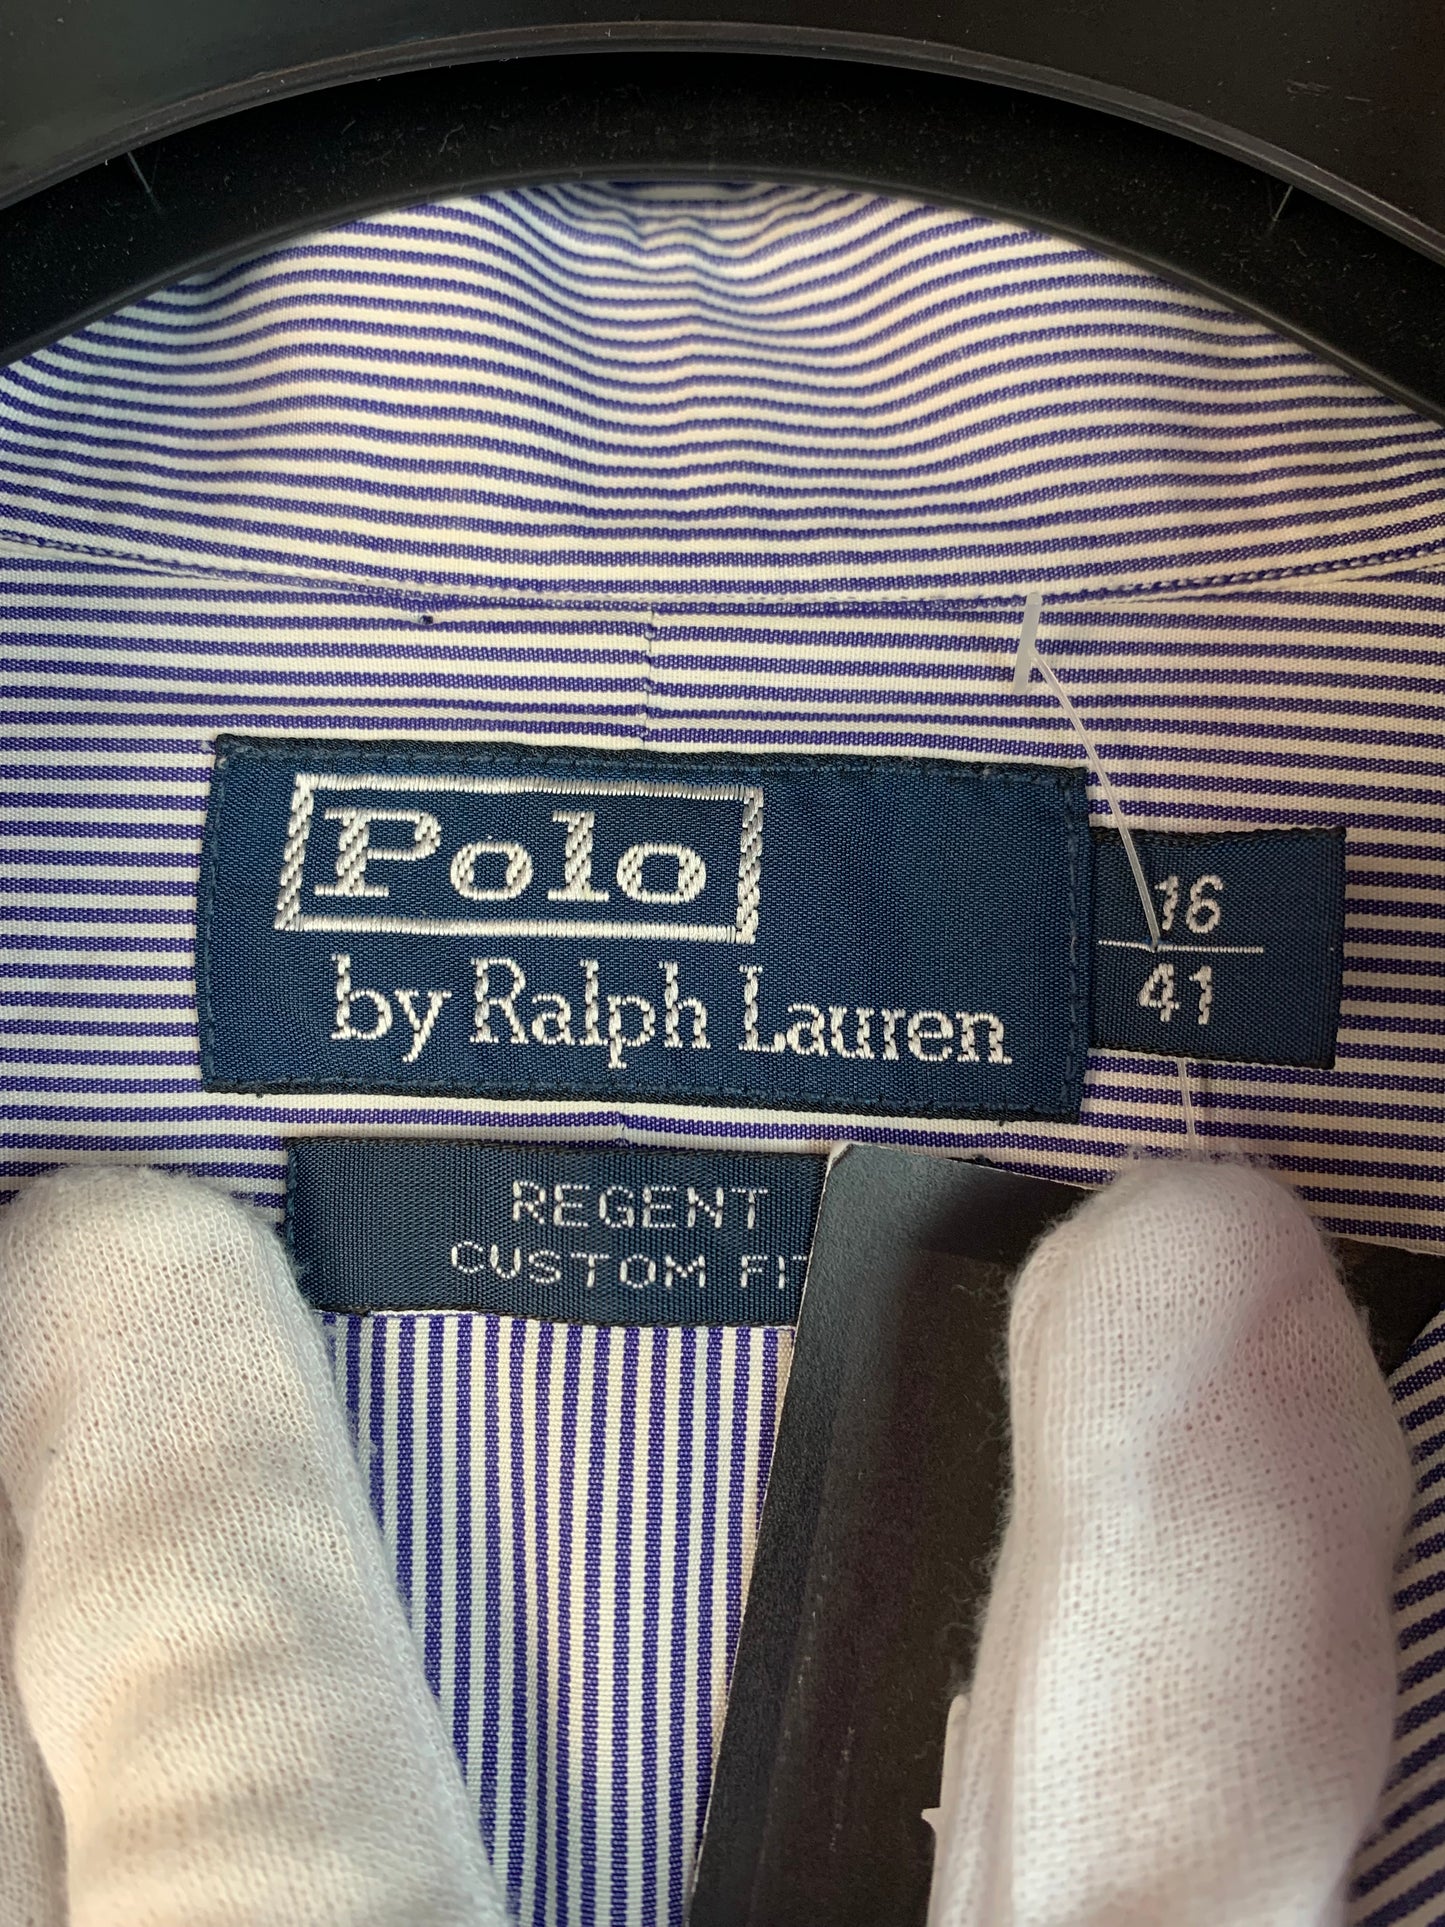 Polo
by Ralph Lauren
16
41
REGENT
CUSTOM FIT